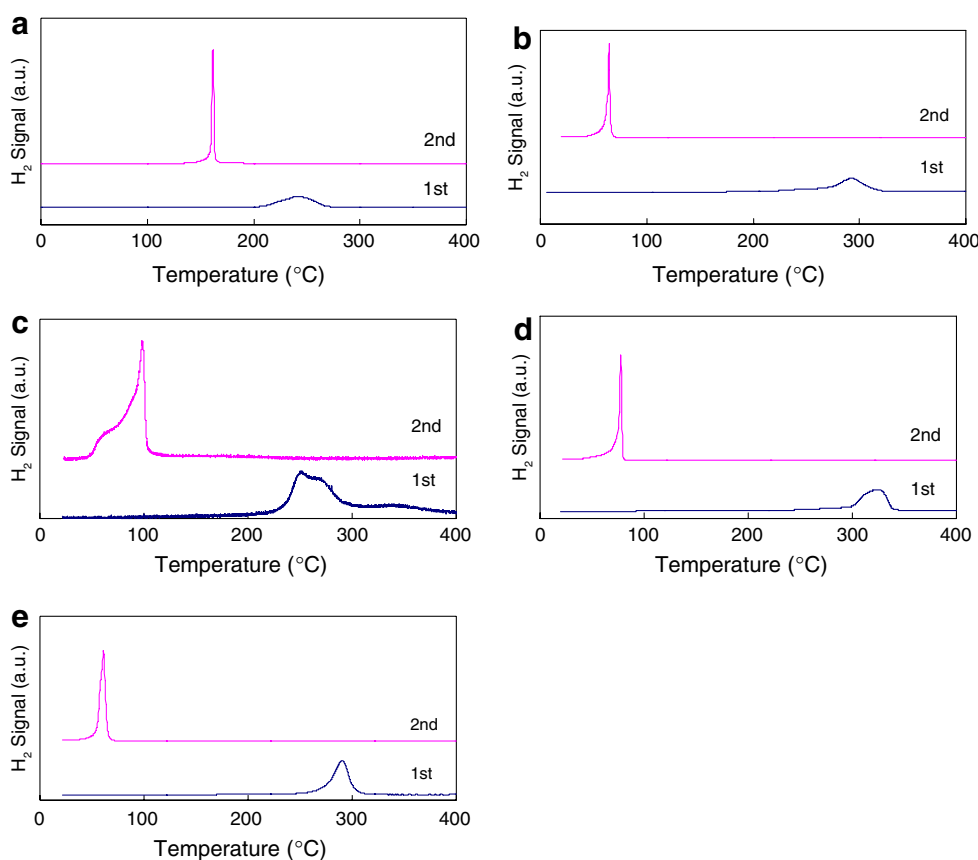 a
H₂ Signal (a.u.)
2nd
1st
0 100 200 300 400
Temperature (°C)
b
H₂ Signal (a.u.)
2nd
1st
0 100 200 300 400
Temperature (°C)
c
H₂ Signal (a.u.)
2nd
1st
0 100 200 300 400
Temperature (°C)
d
H₂ Signal (a.u.)
2nd
1st
0 100 200 300 400
Temperature (°C)
e
H₂ Signal (a.u.)
2nd
1st
0 100 200 300 400
Temperature (°C)